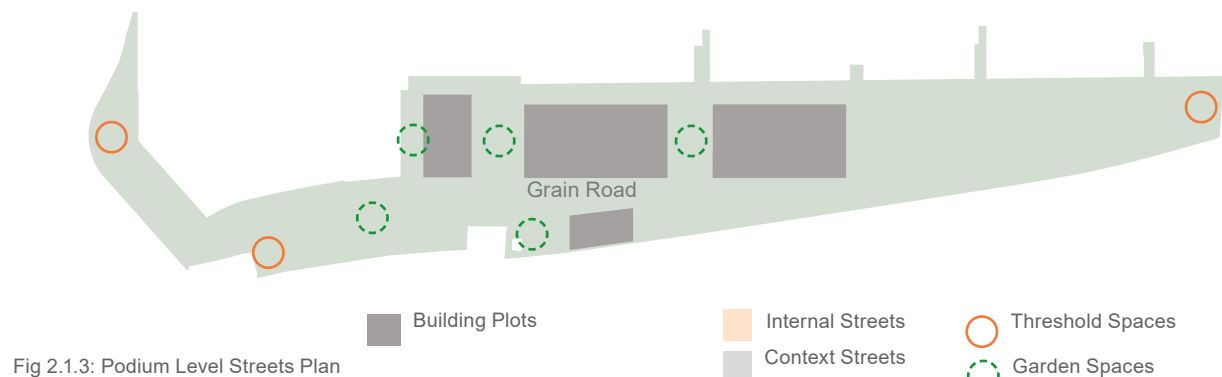 Grain Road
Building Plots
Internal Streets
Threshold Spaces
Context Streets
Garden Spaces
Fig 2.1.3: Podium Level Streets Plan